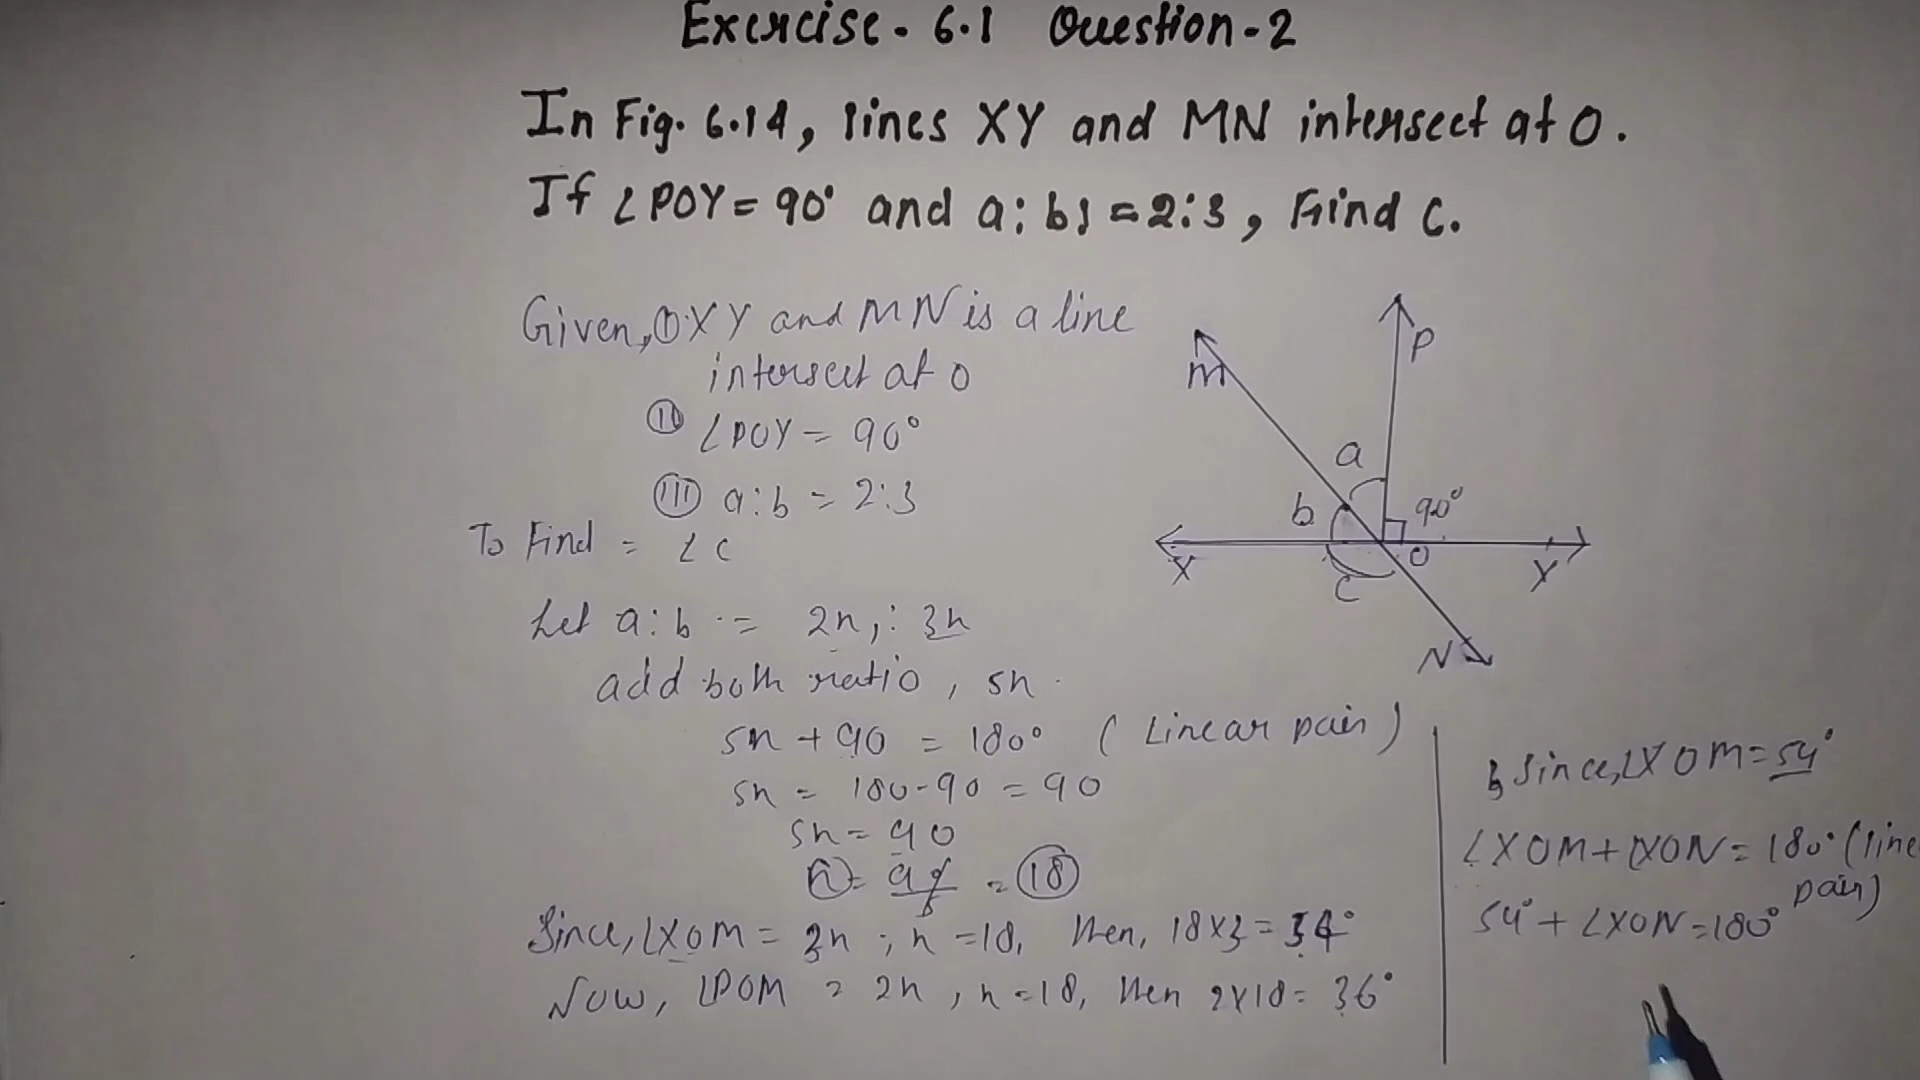 Exercise. 6.1 Question-2
In Fig. 6.14, lines XY and MN intersect at O.
If ∠POY = 90° and a : b = 2:3, Find C.
Given, ① XY and MN is a line
intersect at O
② ∠POY = 90°
③ a:b = 2:3
To Find = ∠C
M
P
a
b
90°
X
O
Y
C
N
Let a:b = 2n : 3n
add both ratio, 5n
5n + 90 = 180° (Linear pair)
5n = 180-90 = 90
5n = 90
n = 90/5 = 18
Since, ∠XOM = 3n ; n = 18, then, 18×3 = 54°
Now, ∠POM = 2n , n = 18, then 2×18 = 36°
Since, ∠XOM = 54°
∠XOM + ∠XON = 180° (line
pair)
54° + ∠XON = 180°